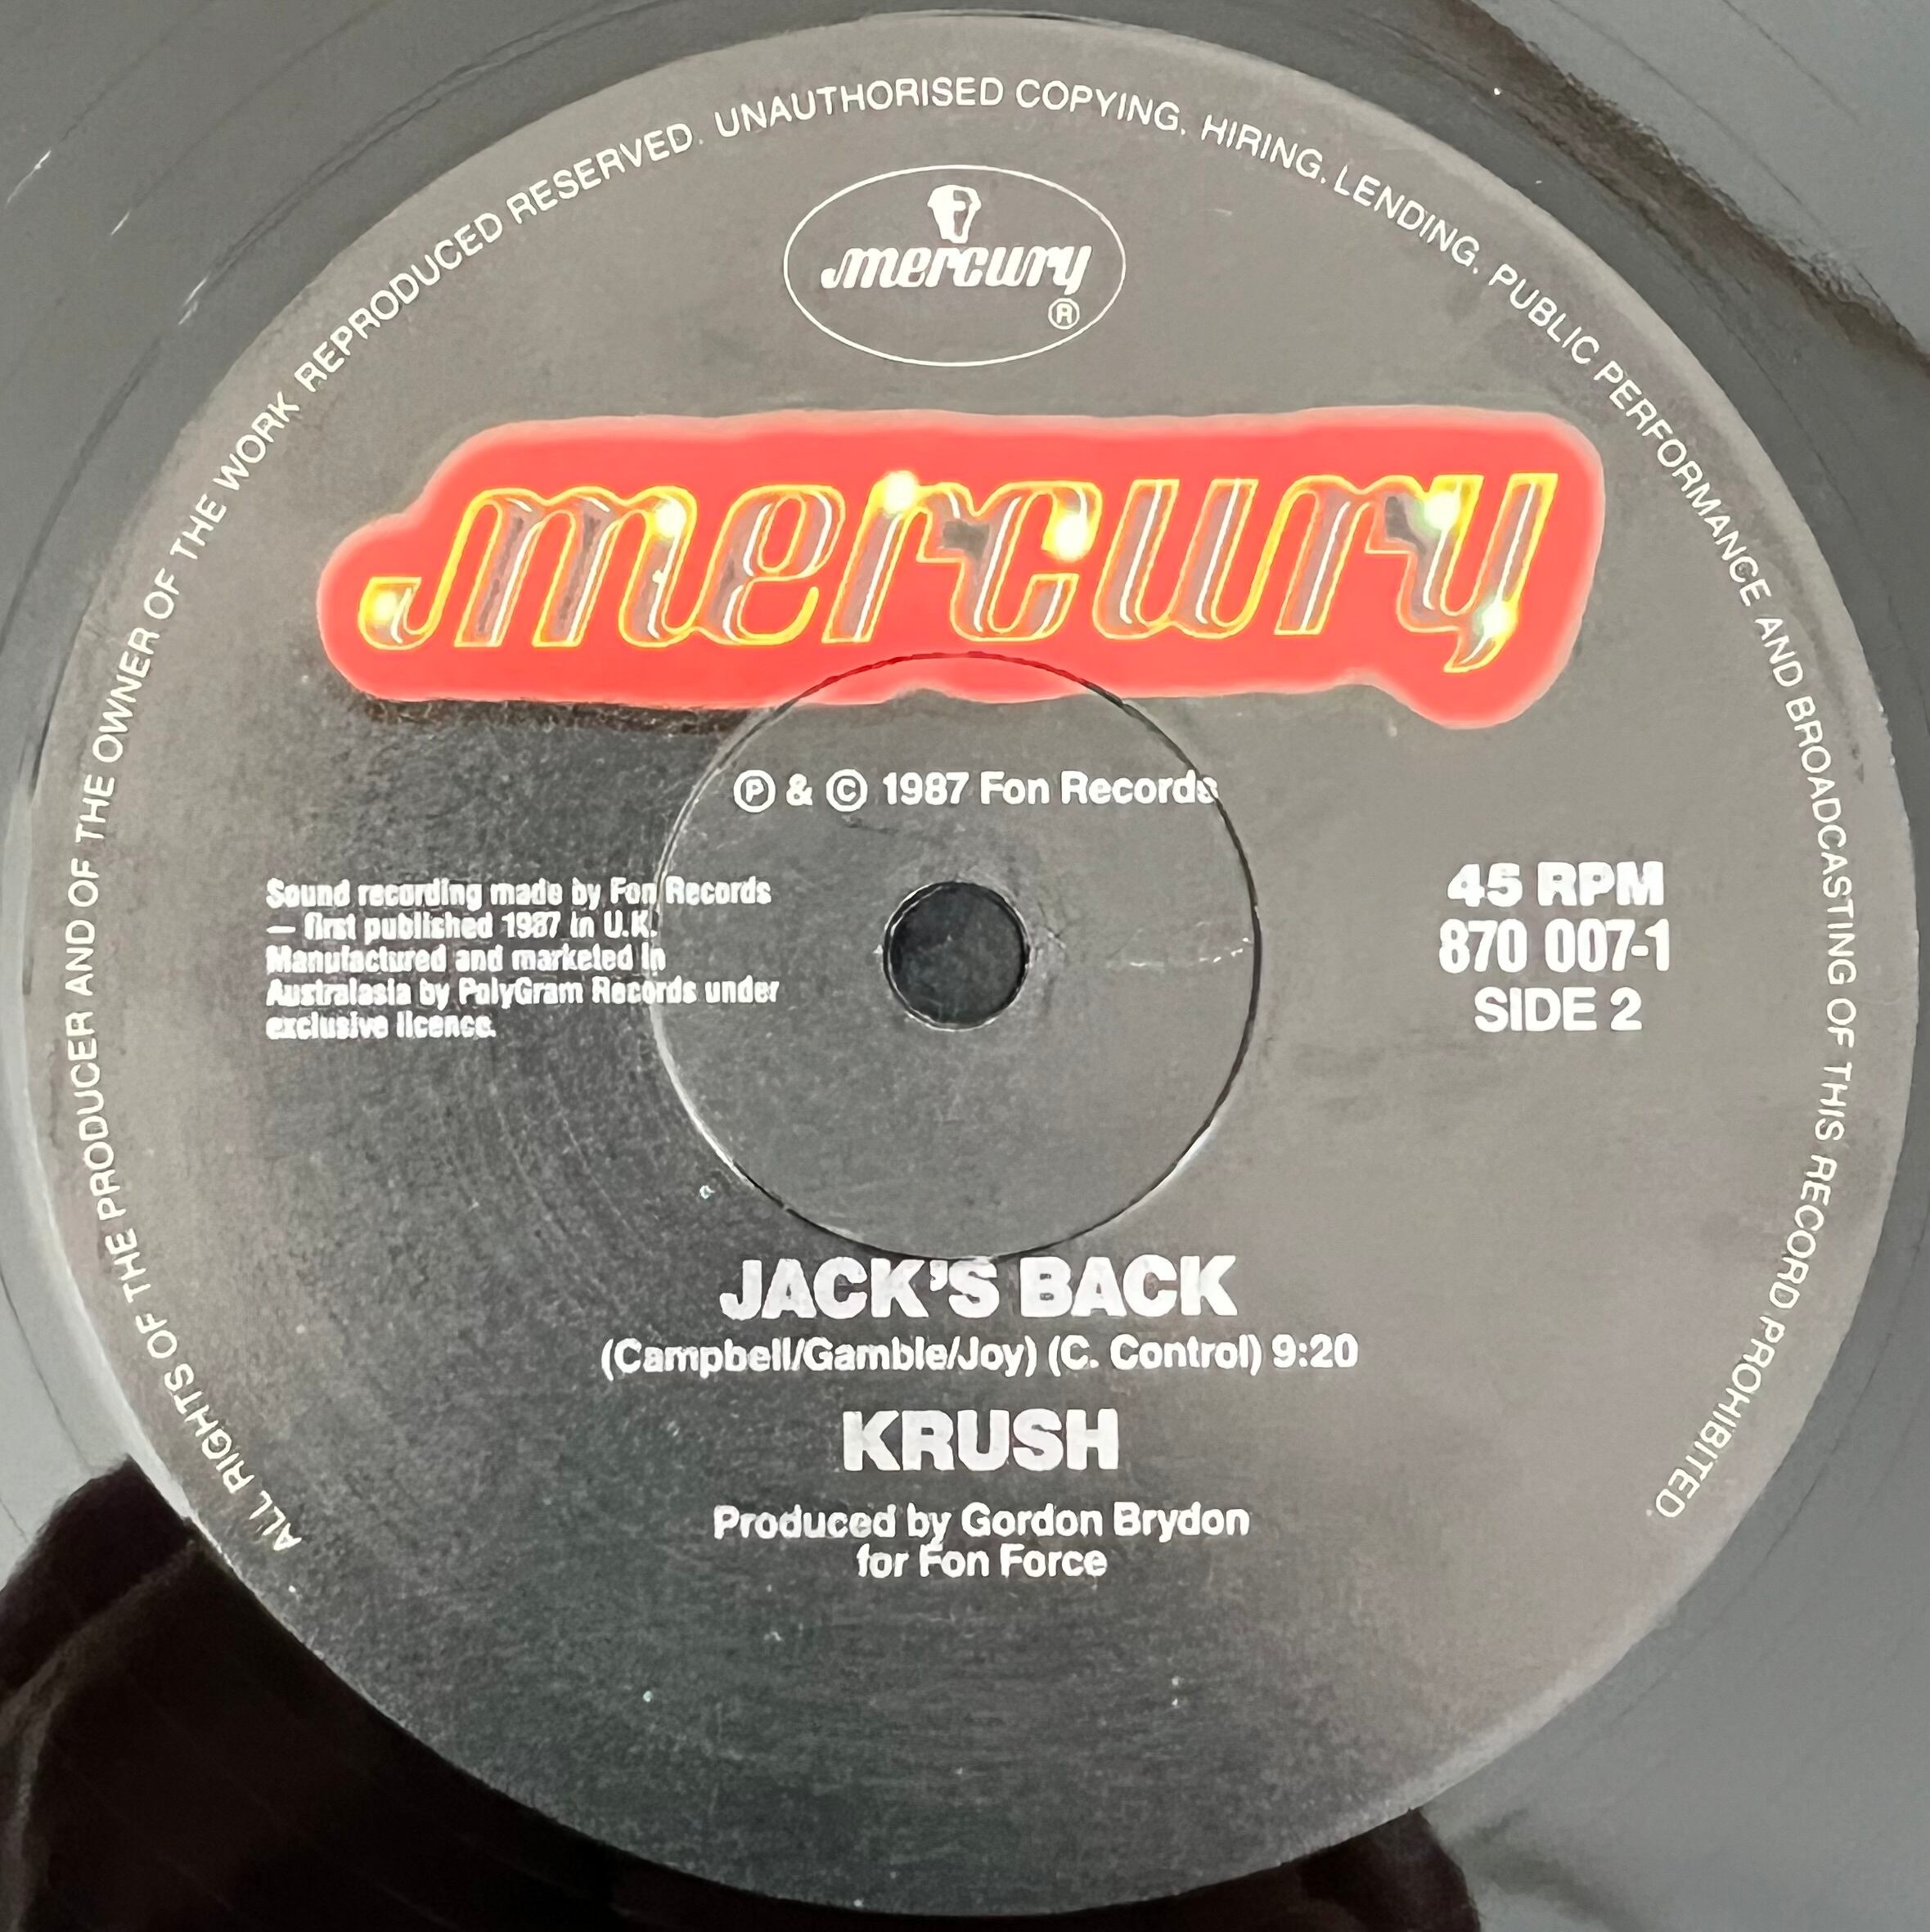 ALL RIGHTS OF THE PRODUCER AND OF THE OWNER OF THE WORK REPRODUCED RESERVED. UNAUTHORISED COPYING, HIRING, LENDING, PUBLIC PERFORMANCE AND BROADCASTING OF THIS RECORD PROHIBITED.
mercury
®
mercury
Ⓟ & © 1987 Fon Records
Sound recording made by Fon Records
— first published 1987 in U.K.
Manufactured and marketed in
Australasia by PolyGram Records under
exclusive licence.
45 RPM
870 007-1
SIDE 2
JACK'S BACK
(Campbell/Gamble/Joy) (C. Control) 9:20
KRUSH
Produced by Gordon Brydon
for Fon Force